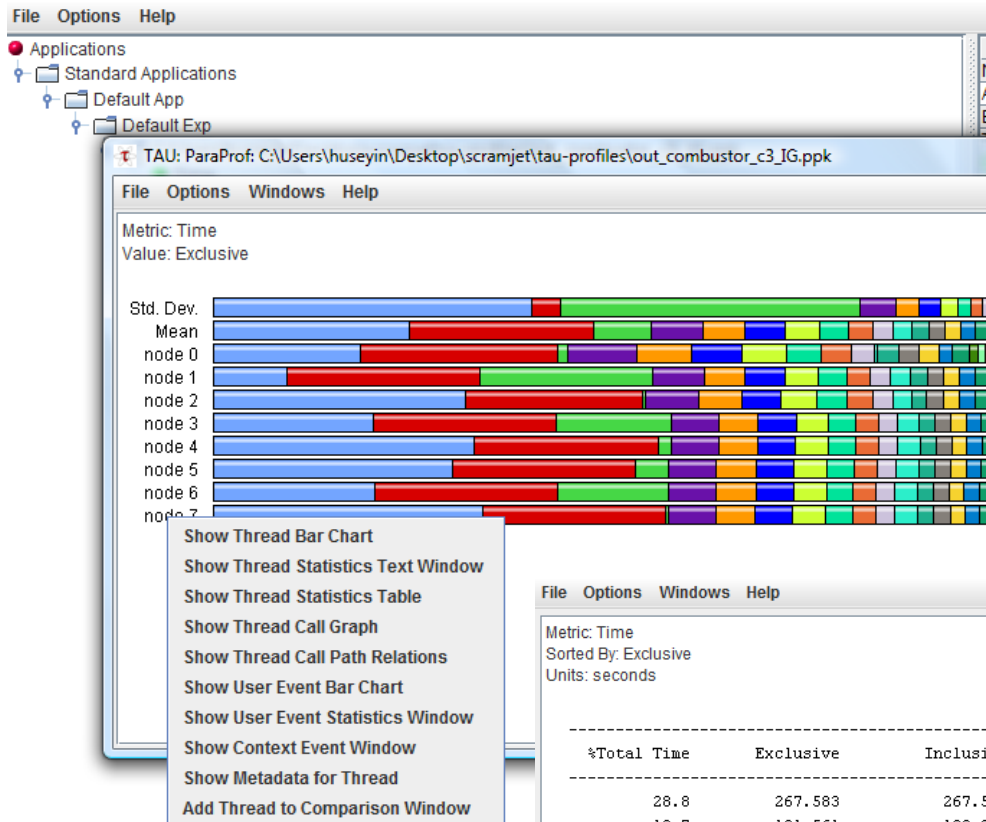 File Options Help
Applications
Standard Applications
Default App
Default Exp
TAU: ParaProf: C:\Users\huseyin\Desktop\scramjet\tau-profiles\out_combustor_c3_IG.ppk
File Options Windows Help
Metric: Time
Value: Exclusive
Std. Dev.
Mean
node 0
node 1
node 2
node 3
node 4
node 5
node 6
node 7
Show Thread Bar Chart
Show Thread Statistics Text Window
Show Thread Statistics Table
Show Thread Call Graph
Show Thread Call Path Relations
Show User Event Bar Chart
Show User Event Statistics Window
Show Context Event Window
Show Metadata for Thread
Add Thread to Comparison Window
File Options Windows Help
Metric: Time
Sorted By: Exclusive
Units: seconds
%Total Time Exclusive Inclusi
28.8 267.583 267.5